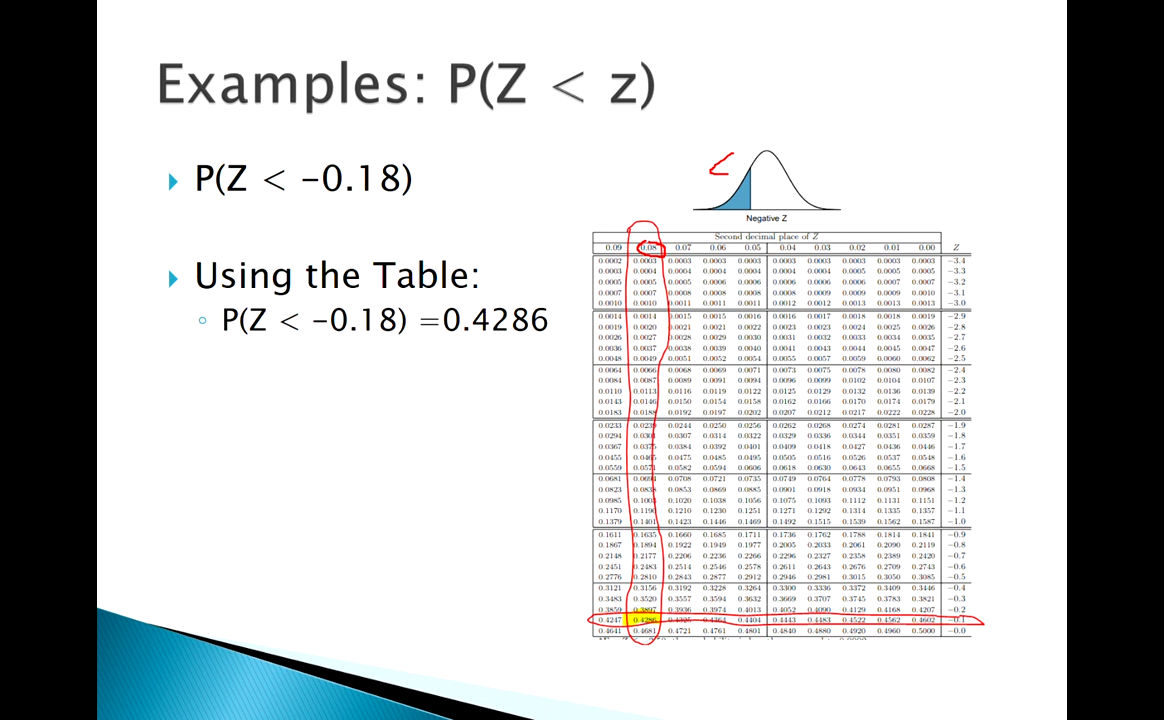 Examples: P(Z < z)
P(Z < -0.18)
Using the Table:
P(Z < -0.18) =0.4286
<
Negative Z
Second decimal place of Z
0.09 0.08 0.07 0.06 0.05 0.04 0.03 0.02 0.01 0.00 Z
0.0002 0.0003 0.0003 0.0003 0.0003 0.0003 0.0003 0.0003 0.0003 0.0003 −3.4
0.0003 0.0004 0.0004 0.0004 0.0004 0.0004 0.0004 0.0005 0.0005 0.0005 −3.3
0.0005 0.0005 0.0005 0.0006 0.0006 0.0006 0.0006 0.0006 0.0007 0.0007 −3.2
0.0007 0.0007 0.0008 0.0008 0.0008 0.0008 0.0009 0.0009 0.0009 0.0010 −3.1
0.0010 0.0010 0.0011 0.0011 0.0011 0.0012 0.0012 0.0013 0.0013 0.0013 −3.0
0.0014 0.0014 0.0015 0.0015 0.0016 0.0016 0.0017 0.0018 0.0018 0.0019 −2.9
0.0019 0.0020 0.0021 0.0021 0.0022 0.0023 0.0023 0.0024 0.0025 0.0026 −2.8
0.0026 0.0027 0.0028 0.0029 0.0030 0.0031 0.0032 0.0033 0.0034 0.0035 −2.7
0.0036 0.0037 0.0038 0.0039 0.0040 0.0041 0.0043 0.0044 0.0045 0.0047 −2.6
0.0048 0.0049 0.0051 0.0052 0.0054 0.0055 0.0057 0.0059 0.0060 0.0062 −2.5
0.0064 0.0066 0.0068 0.0069 0.0071 0.0073 0.0075 0.0078 0.0080 0.0082 −2.4
0.0084 0.0087 0.0089 0.0091 0.0094 0.0096 0.0099 0.0102 0.0104 0.0107 −2.3
0.0110 0.0113 0.0116 0.0119 0.0122 0.0125 0.0129 0.0132 0.0136 0.0139 −2.2
0.0143 0.0146 0.0150 0.0154 0.0158 0.0162 0.0166 0.0170 0.0174 0.0179 −2.1
0.0183 0.0188 0.0192 0.0197 0.0202 0.0207 0.0212 0.0217 0.0222 0.0228 −2.0
0.0233 0.0239 0.0244 0.0250 0.0256 0.0262 0.0268 0.0274 0.0281 0.0287 −1.9
0.0294 0.0301 0.0307 0.0314 0.0322 0.0329 0.0336 0.0344 0.0351 0.0359 −1.8
0.0367 0.0375 0.0384 0.0392 0.0401 0.0409 0.0418 0.0427 0.0436 0.0446 −1.7
0.0455 0.0465 0.0475 0.0485 0.0495 0.0505 0.0516 0.0526 0.0537 0.0548 −1.6
0.0559 0.0571 0.0582 0.0594 0.0606 0.0618 0.0630 0.0643 0.0655 0.0668 −1.5
0.0681 0.0694 0.0708 0.0721 0.0735 0.0749 0.0764 0.0778 0.0793 0.0808 −1.4
0.0823 0.0838 0.0853 0.0869 0.0885 0.0901 0.0918 0.0934 0.0951 0.0968 −1.3
0.0985 0.1003 0.1020 0.1038 0.1056 0.1075 0.1093 0.1112 0.1131 0.1151 −1.2
0.1170 0.1190 0.1210 0.1230 0.1251 0.1271 0.1292 0.1314 0.1335 0.1357 −1.1
0.1379 0.1401 0.1423 0.1446 0.1469 0.1492 0.1515 0.1539 0.1562 0.1587 −1.0
0.1611 0.1635 0.1660 0.1685 0.1711 0.1736 0.1762 0.1788 0.1814 0.1841 −0.9
0.1867 0.1894 0.1922 0.1949 0.1977 0.2005 0.2033 0.2061 0.2090 0.2119 −0.8
0.2148 0.2177 0.2206 0.2236 0.2266 0.2296 0.2327 0.2358 0.2389 0.2420 −0.7
0.2451 0.2483 0.2514 0.2546 0.2578 0.2611 0.2643 0.2676 0.2709 0.2743 −0.6
0.2776 0.2810 0.2843 0.2877 0.2912 0.2946 0.2981 0.3015 0.3050 0.3085 −0.5
0.3121 0.3156 0.3192 0.3228 0.3264 0.3300 0.3336 0.3372 0.3409 0.3446 −0.4
0.3483 0.3520 0.3557 0.3594 0.3632 0.3669 0.3707 0.3745 0.3783 0.3821 −0.3
0.3859 0.3897 0.3936 0.3974 0.4013 0.4052 0.4090 0.4129 0.4168 0.4207 −0.2
0.4247 0.4286 0.4325 0.4364 0.4404 0.4443 0.4483 0.4522 0.4562 0.4602 −0.1
0.4641 0.4681 0.4721 0.4761 0.4801 0.4840 0.4880 0.4920 0.4960 0.5000 −0.0